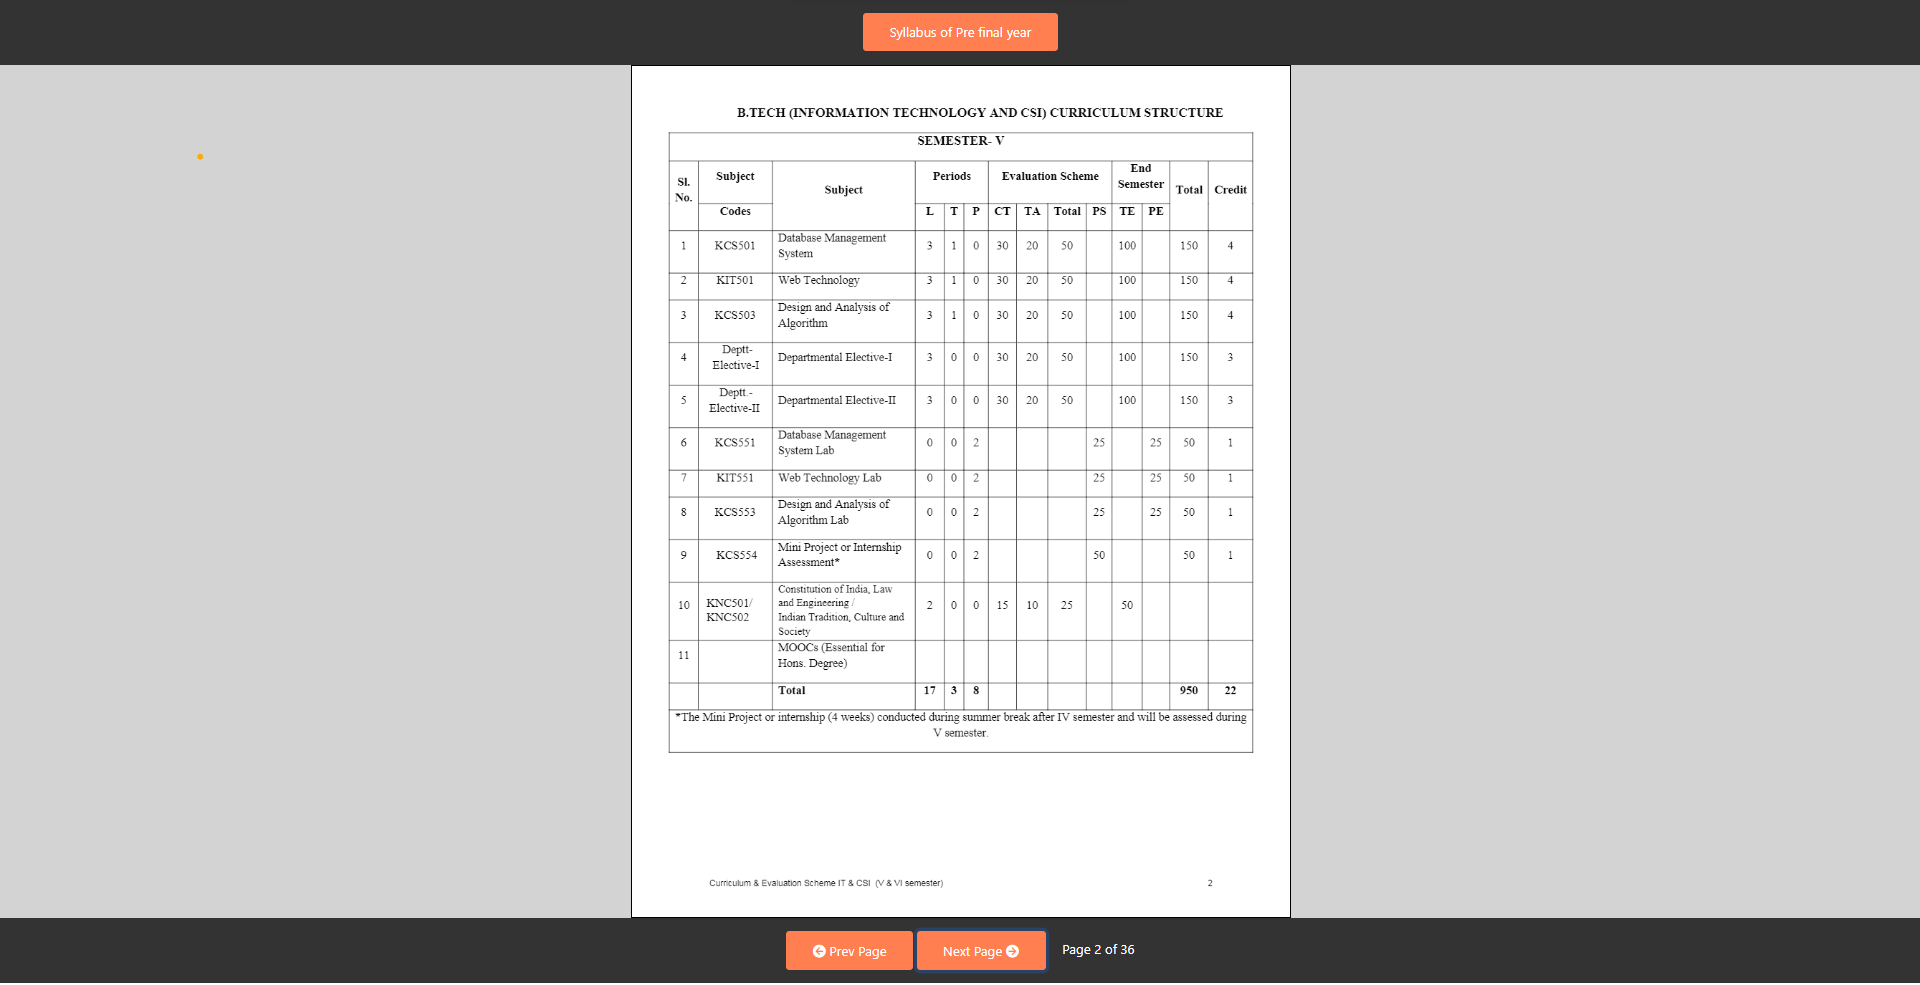 Syllabus of Pre final year
B.TECH (INFORMATION TECHNOLOGY AND CSI) CURRICULUM STRUCTURE
SEMESTER- V
Sl. No. Subject Codes Subject Periods Evaluation Scheme End Semester Total Credit
L T P CT TA Total PS TE PE
1 KCS501 Database Management System 3 1 0 30 20 50 100 150 4
2 KIT501 Web Technology 3 1 0 30 20 50 100 150 4
3 KCS503 Design and Analysis of Algorithm 3 1 0 30 20 50 100 150 4
4 Deptt- Elective-I Departmental Elective-I 3 0 0 30 20 50 100 150 3
5 Deptt.- Elective-II Departmental Elective-II 3 0 0 30 20 50 100 150 3
6 KCS551 Database Management System Lab 0 0 2 25 25 50 1
7 KIT551 Web Technology Lab 0 0 2 25 25 50 1
8 KCS553 Design and Analysis of Algorithm Lab 0 0 2 25 25 50 1
9 KCS554 Mini Project or Internship Assessment* 0 0 2 50 50 1
10 KNC501/ KNC502 Constitution of India, Law and Engineering / Indian Tradition, Culture and Society 2 0 0 15 10 25 50
11 MOOCs (Essential for Hons. Degree)
Total 17 3 8 950 22
*The Mini Project or internship (4 weeks) conducted during summer break after IV semester and will be assessed during
V semester.
Curriculum & Evaluation Scheme IT & CSI (V & VI semester) 2
Prev Page Next Page Page 2 of 36